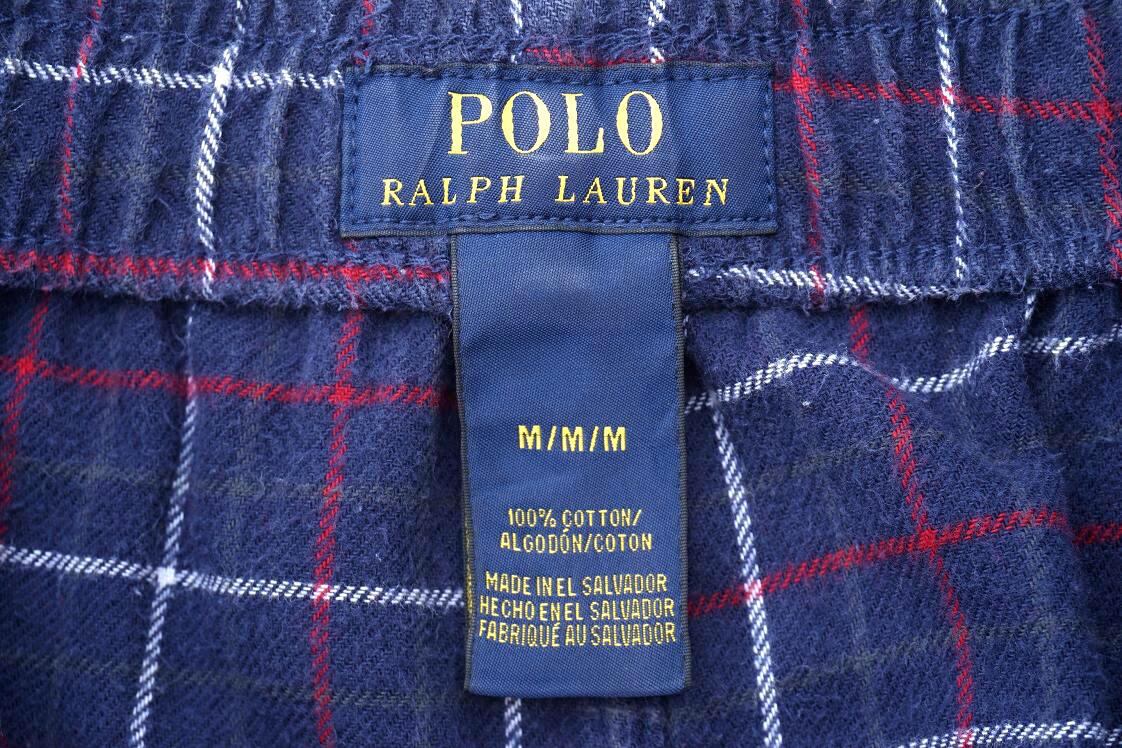 POLO
RALPH LAUREN
M/M/M
100% COTTON/
ALGODÓN/COTON
MADE IN EL SALVADOR
HECHO EN EL SALVADOR
FABRIQUÉ AU SALVADOR